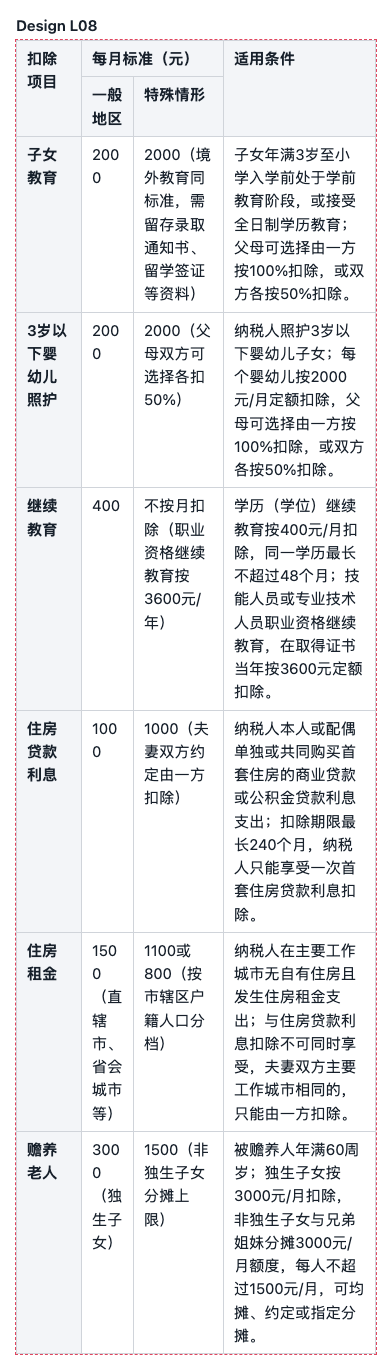 Design L08
扣除
项目
每月标准（元）
适用条件
一般
地区
特殊情形
子女
教育
200
0
2000（境
外教育同
标准，需
留存录取
通知书、
留学签证
等资料）
子女年满3岁至小
学入学前处于学前
教育阶段，或接受
全日制学历教育；
父母可选择由一方
按100%扣除，或双
方各按50%扣除。
3岁以
下婴
幼儿
照护
200
0
2000（父
母双方可
选择各扣
50%）
纳税人照护3岁以
下婴幼儿子女；每
个婴幼儿按2000
元/月定额扣除，父
母可选择由一方按
100%扣除，或双方
各按50%扣除。
继续
教育
400
不按月扣
除（职业
资格继续
教育按
3600元/
年）
学历（学位）继续
教育按400元/月扣
除，同一学历最长
不超过48个月；技
能人员或专业技术
人员职业资格继续
教育，在取得证书
当年按3600元定额
扣除。
住房
贷款
利息
100
0
1000（夫
妻双方约
定由一方
扣除）
纳税人本人或配偶
单独或共同购买首
套住房的商业贷款
或公积金贷款利息
支出；扣除期限最
长240个月，纳税
人只能享受一次首
套住房贷款利息扣
除。
住房
租金
150
0
（直
辖
市、
省会
城市
等）
1100或
800（按
市辖区户
籍人口分
档）
纳税人在主要工作
城市无自有住房且
发生住房租金支
出；与住房贷款利
息扣除不可同时享
受，夫妻双方主要
工作城市相同的，
只能由一方扣除。
赡养
老人
300
0
（独
生子
女）
1500（非
独生子女
分摊上
限）
被赡养人年满60周
岁；独生子女按
3000元/月扣除，
非独生子女与兄弟
姐妹分摊3000元/
月额度，每人不超
过1500元/月，可均
摊、约定或指定分
摊。